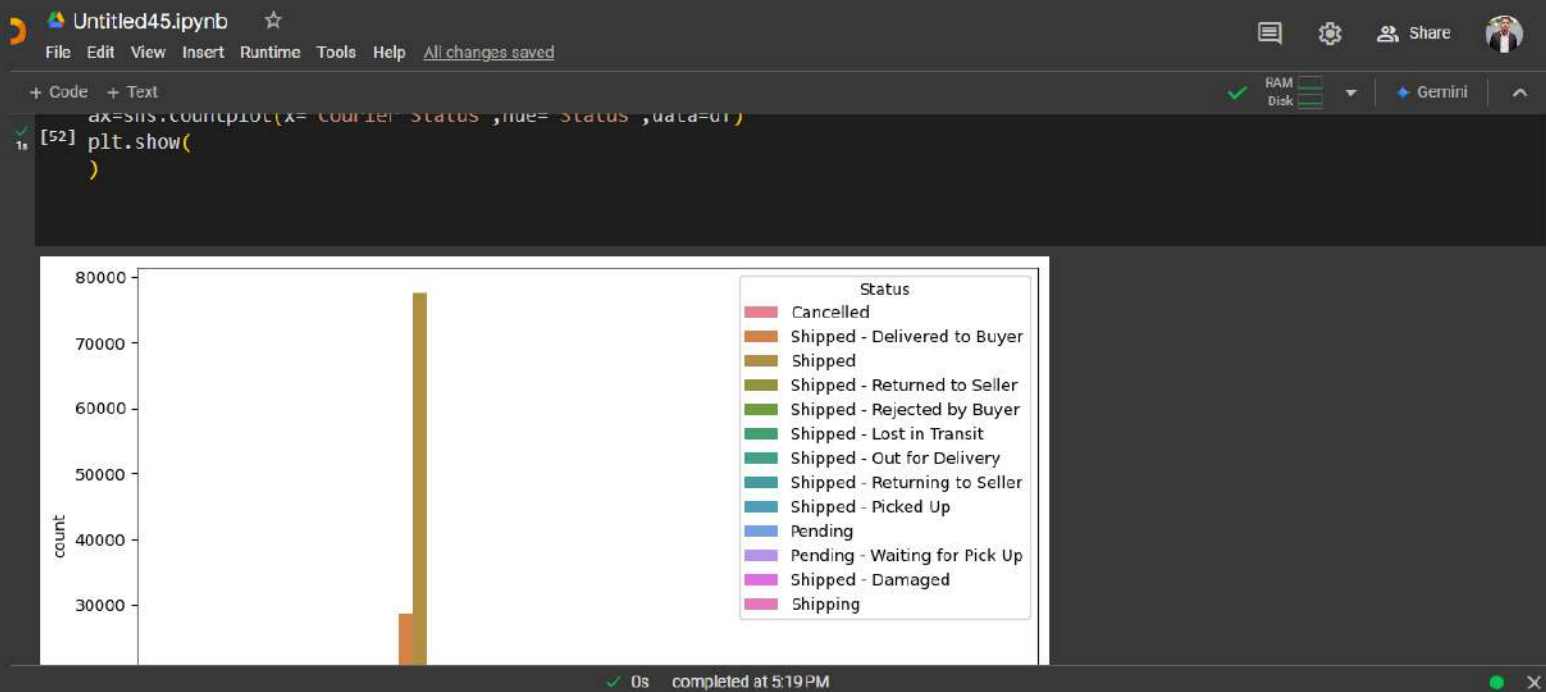 Untitled45.ipynb
File Edit View Insert Runtime Tools Help All changes saved
Share
+ Code + Text
RAM
Disk
Gemini
ax=sns.countplot(x='Courier Status',hue='Status',data=df)
[52] plt.show(
1s
)
80000
70000
60000
50000
40000
30000
count
Status
Cancelled
Shipped - Delivered to Buyer
Shipped
Shipped - Returned to Seller
Shipped - Rejected by Buyer
Shipped - Lost in Transit
Shipped - Out for Delivery
Shipped - Returning to Seller
Shipped - Picked Up
Pending
Pending - Waiting for Pick Up
Shipped - Damaged
Shipping
0s completed at 5:19 PM